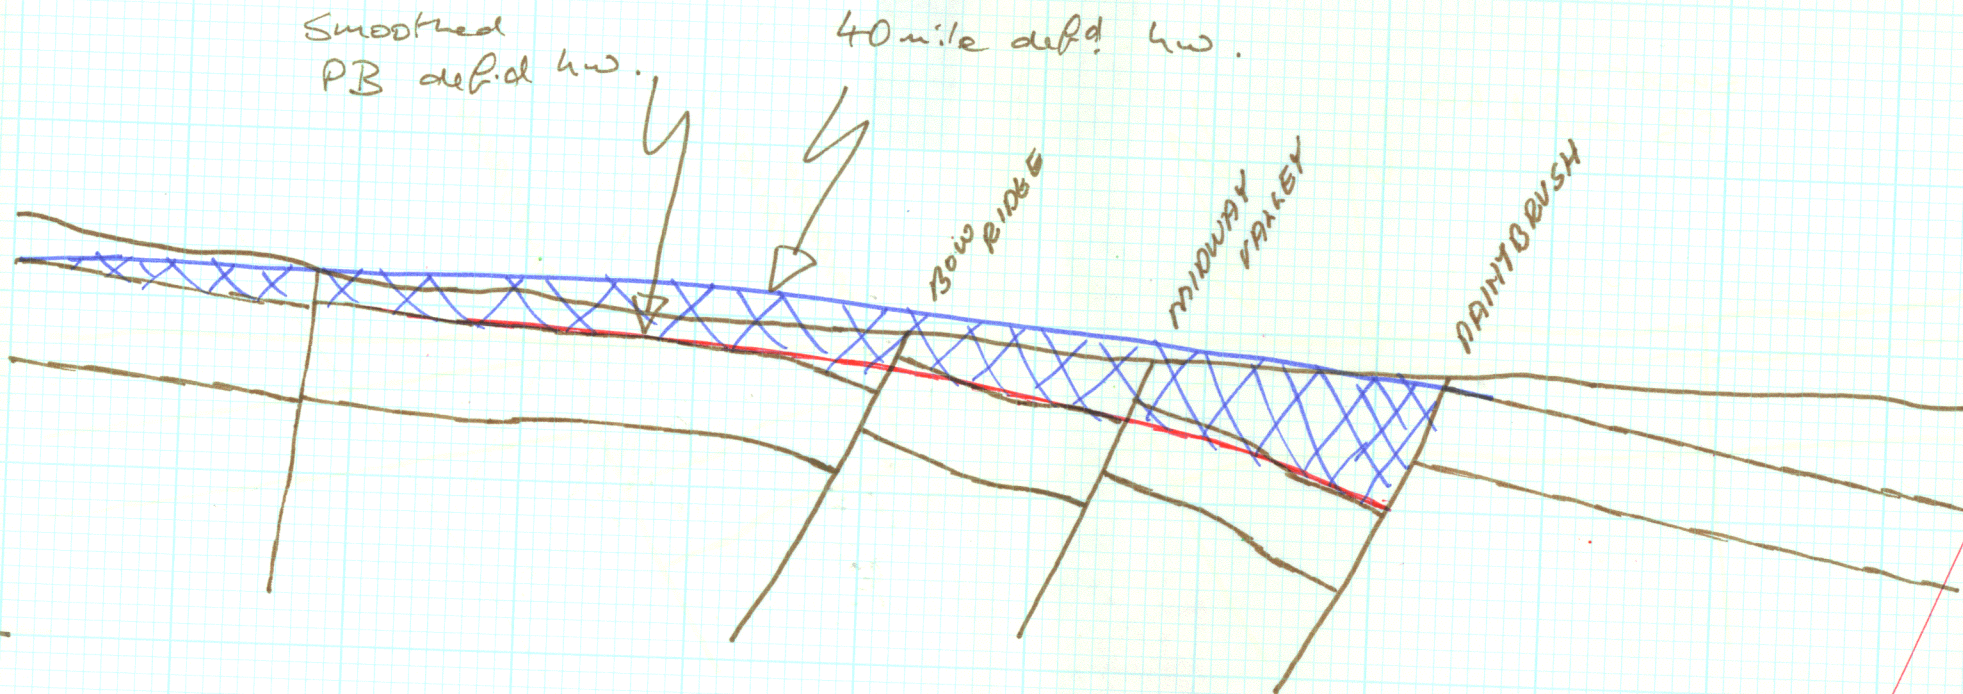 Smoothed
PB defd hw.
40 mile defd hw.
BOW
RIDGE
MIDWAY
VALLEY
PAINTBRUSH